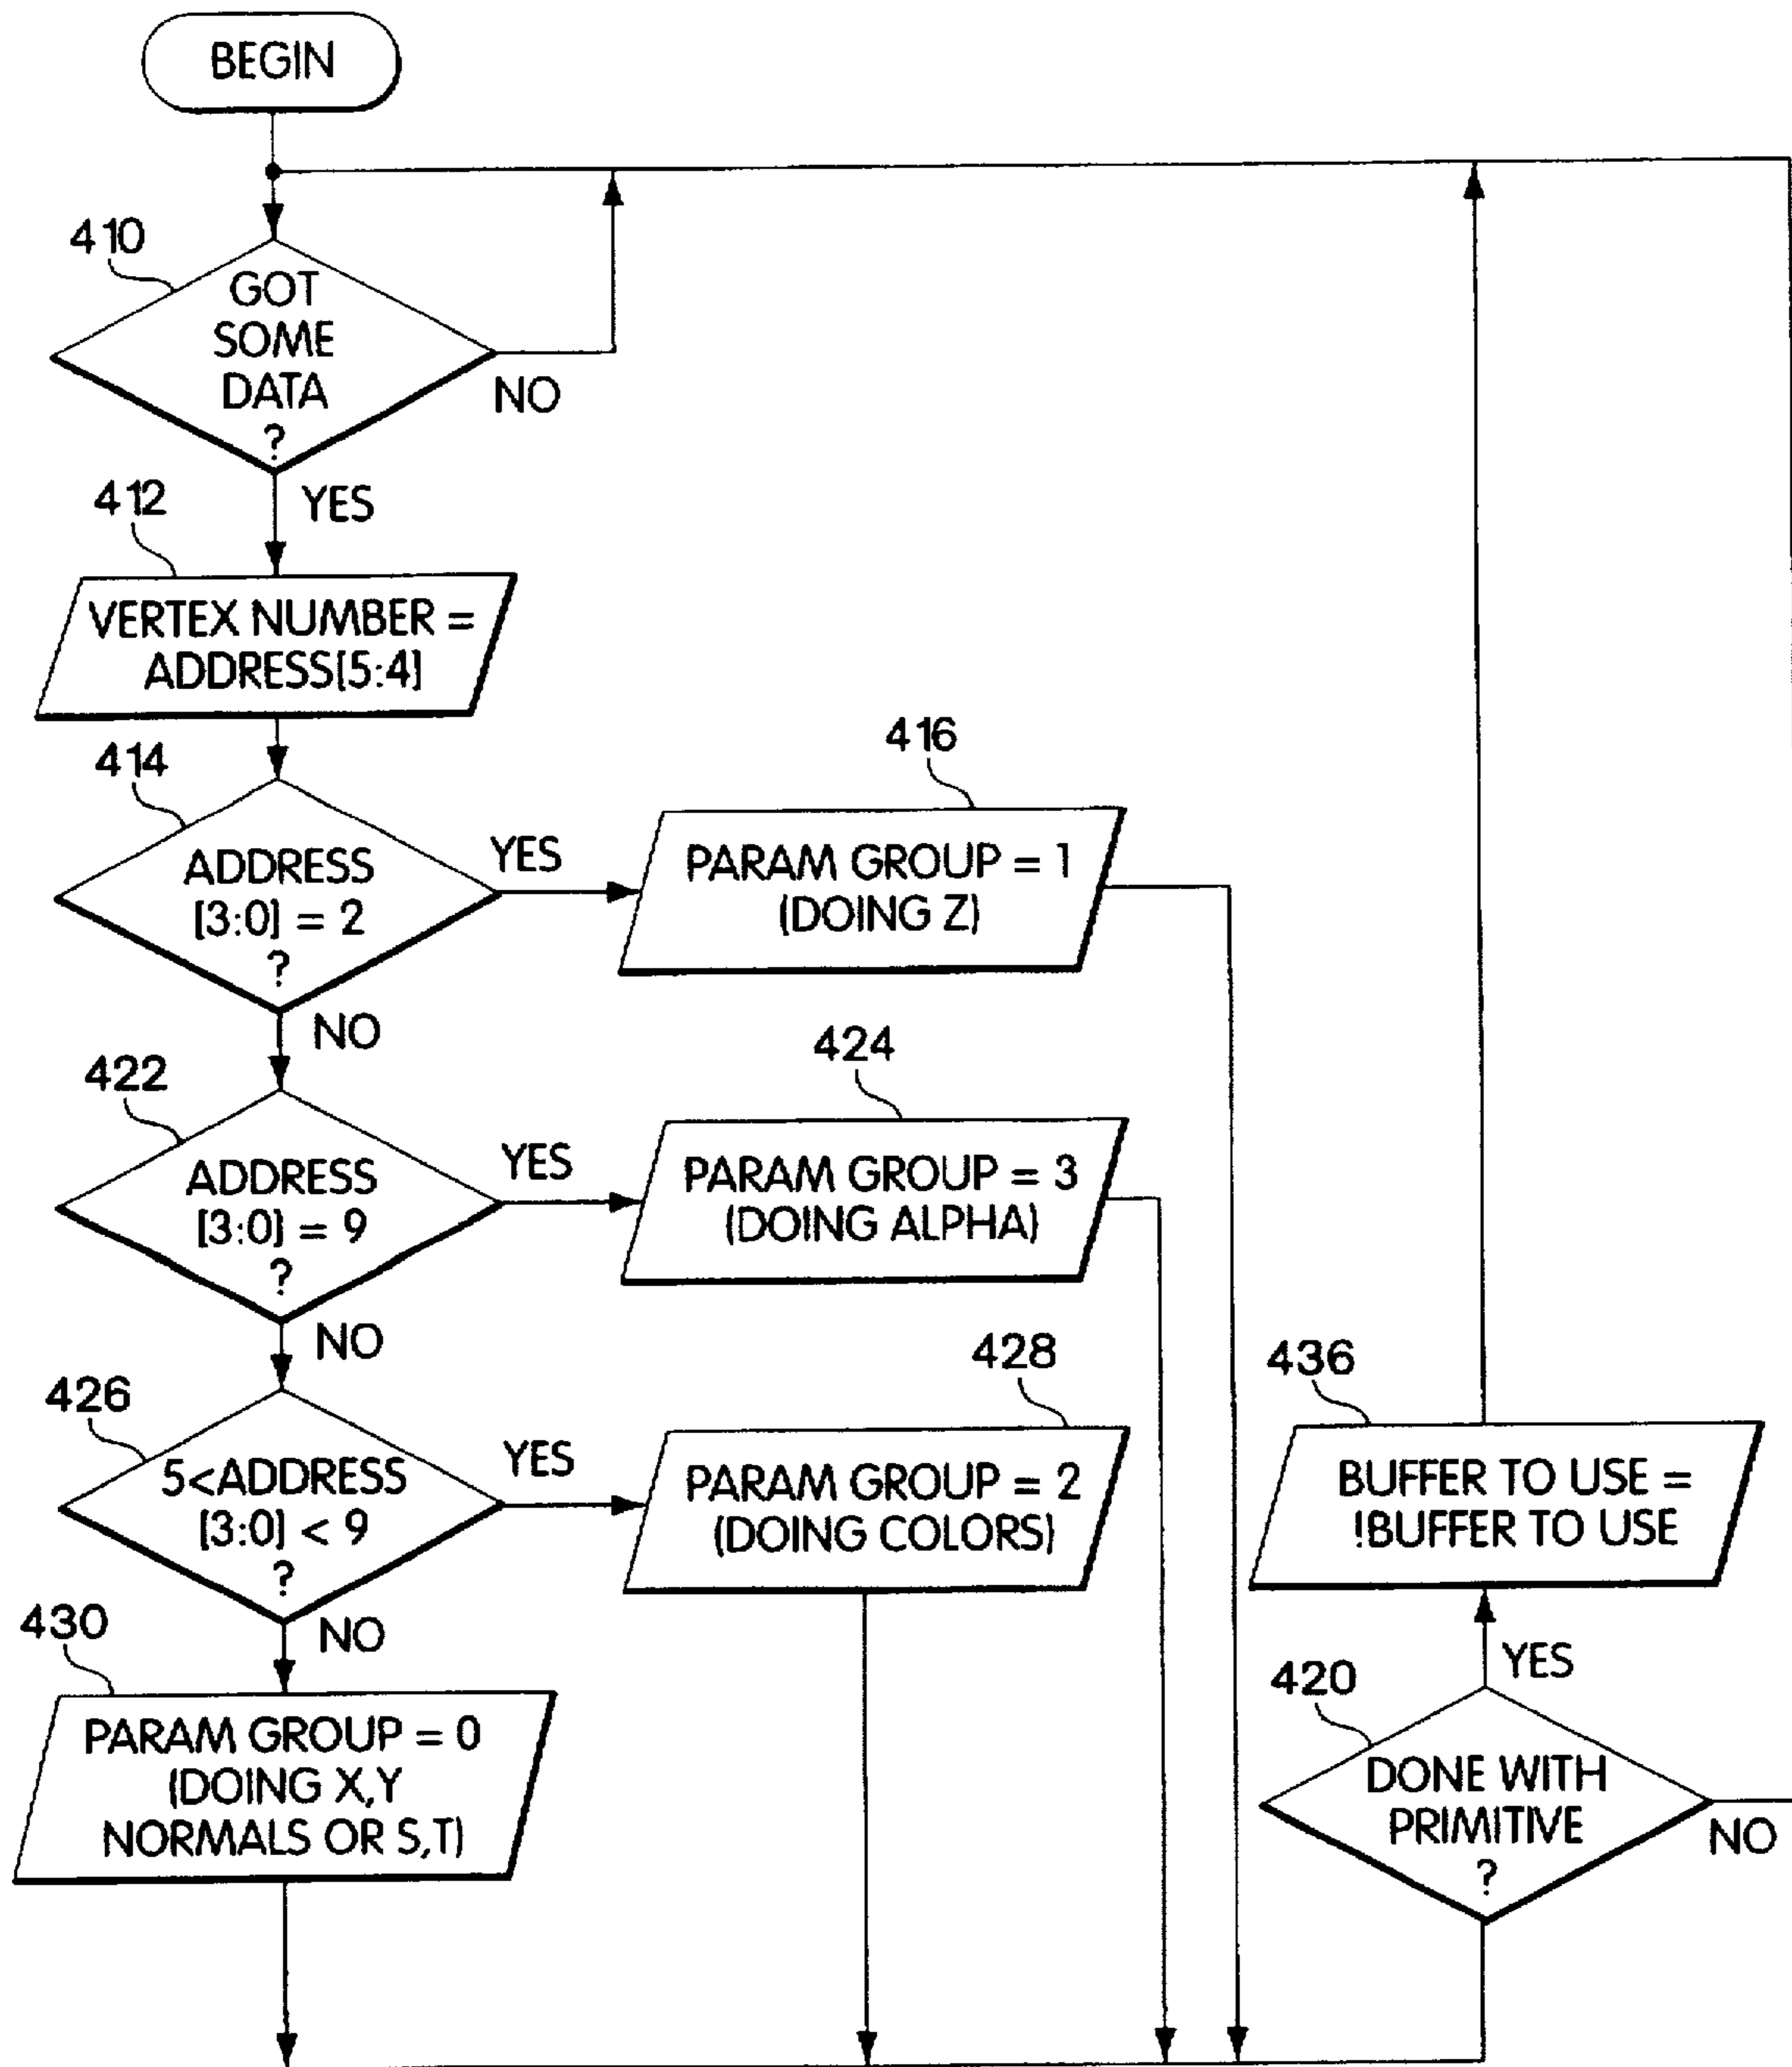 BEGIN
410
GOT
SOME
DATA
?
NO
YES
412
VERTEX NUMBER =
ADDRESS[5:4]
414
ADDRESS
[3:0] = 2
?
YES
416
PARAM GROUP = 1
(DOING Z)
NO
422
ADDRESS
[3:0] = 9
?
YES
424
PARAM GROUP = 3
(DOING ALPHA)
NO
426
5<ADDRESS
[3:0] < 9
?
YES
428
PARAM GROUP = 2
(DOING COLORS)
NO
430
PARAM GROUP = 0
(DOING X,Y
NORMALS OR S,T)
436
BUFFER TO USE =
!BUFFER TO USE
YES
420
DONE WITH
PRIMITIVE
?
NO